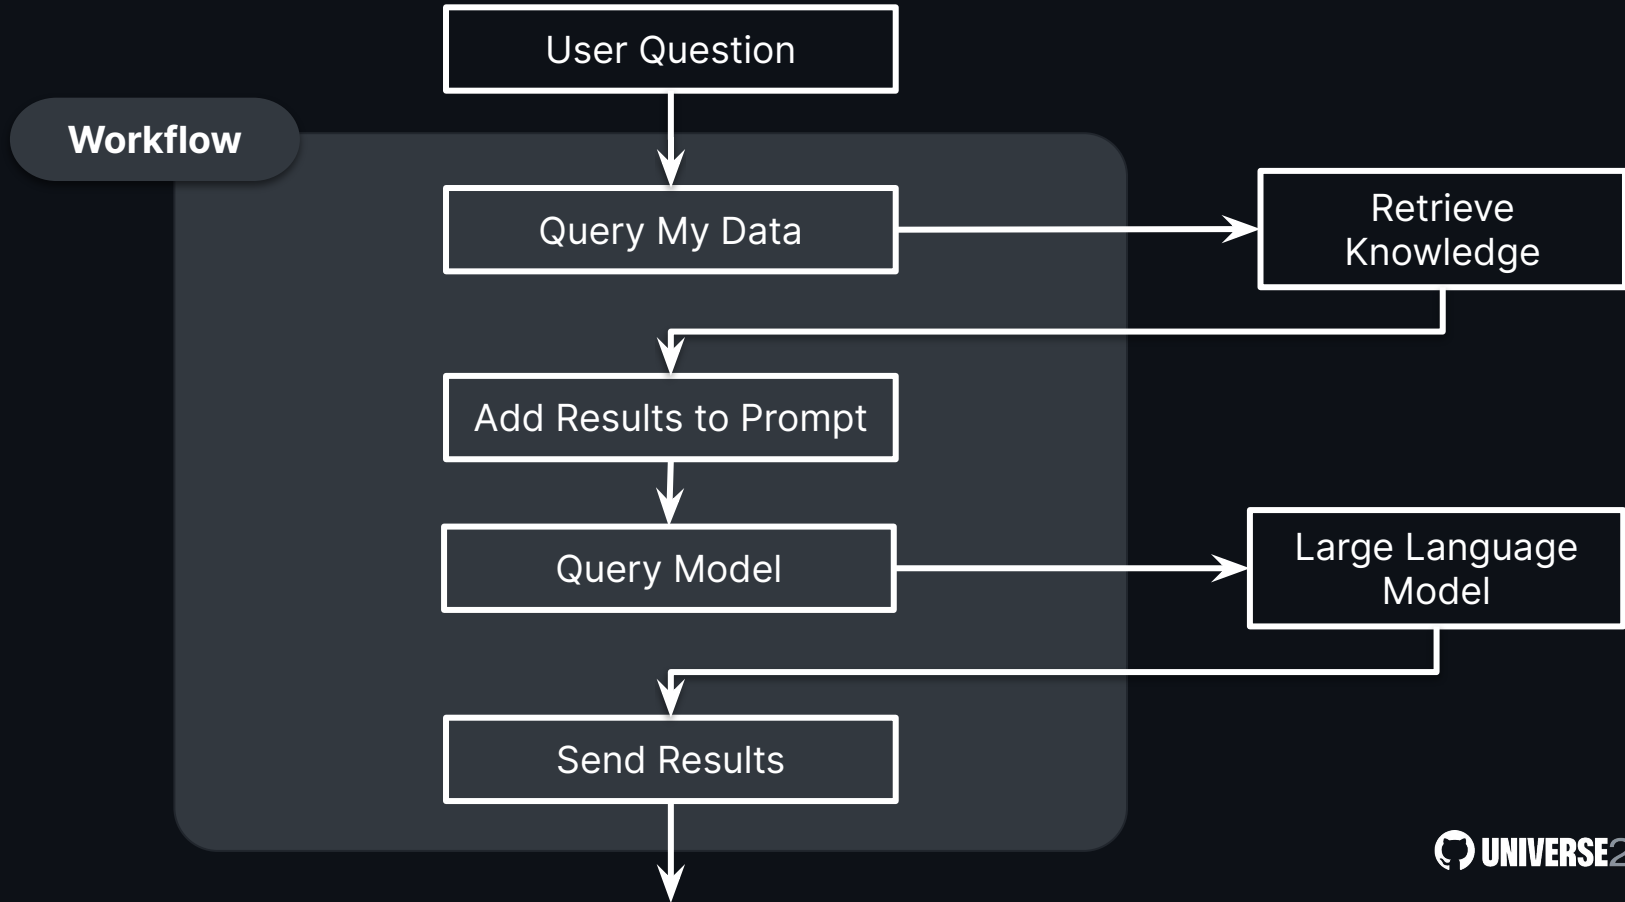 User Question
Workflow
Query My Data
Retrieve
Knowledge
Add Results to Prompt
Query Model
Large Language
Model
Send Results
UNIVERSE2